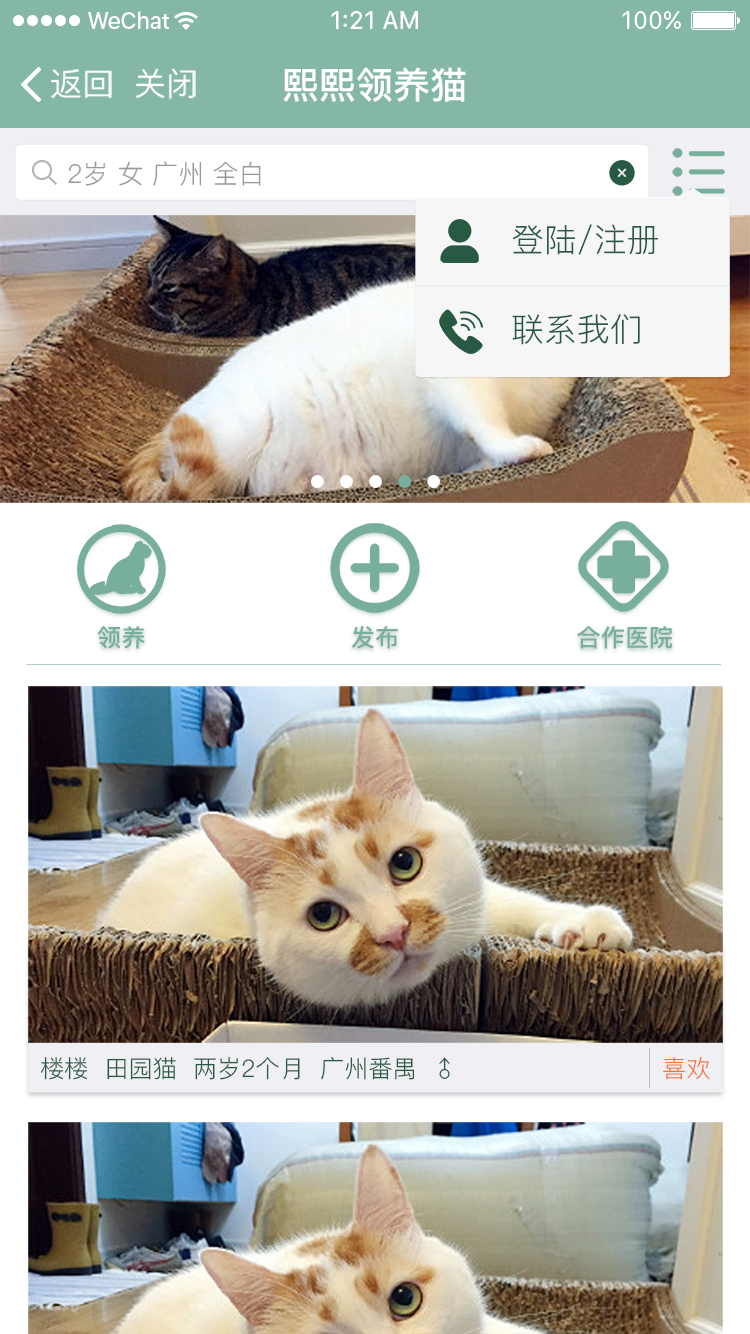 WeChat 1:21 AM 100%
返回 关闭 熙熙领养猫
2岁 女 广州 全白
登陆/注册
联系我们
领养 发布 合作医院
楼楼 田园猫 两岁2个月 广州番禺 ♂ 喜欢